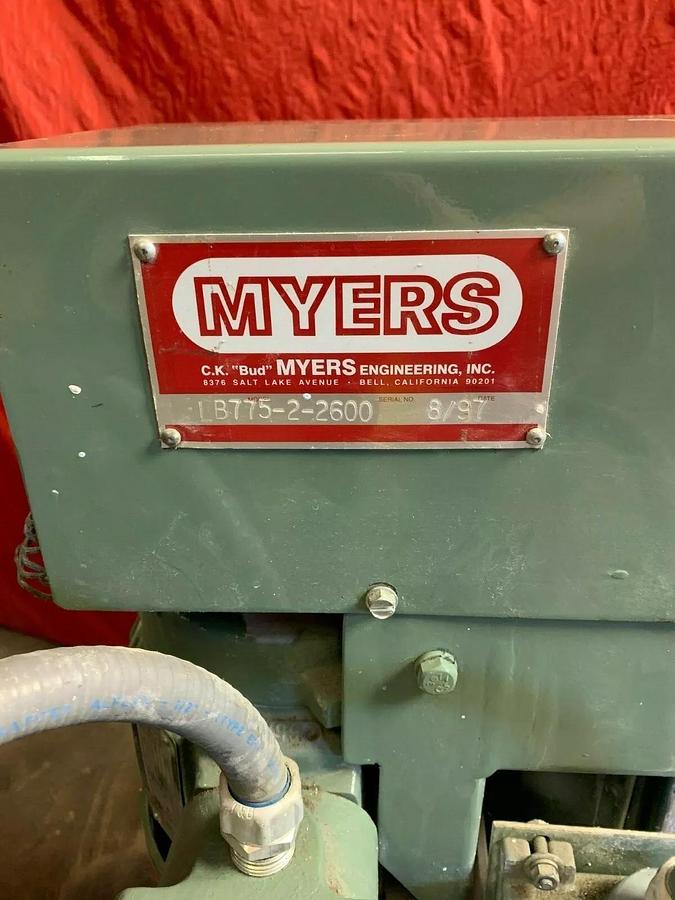 MYERS
C.K. "Bud" MYERS ENGINEERING, INC.
8376 SALT LAKE AVENUE · BELL, CALIFORNIA 90201
MODEL SERIAL NO. DATE
LB775-2-2600 8/97